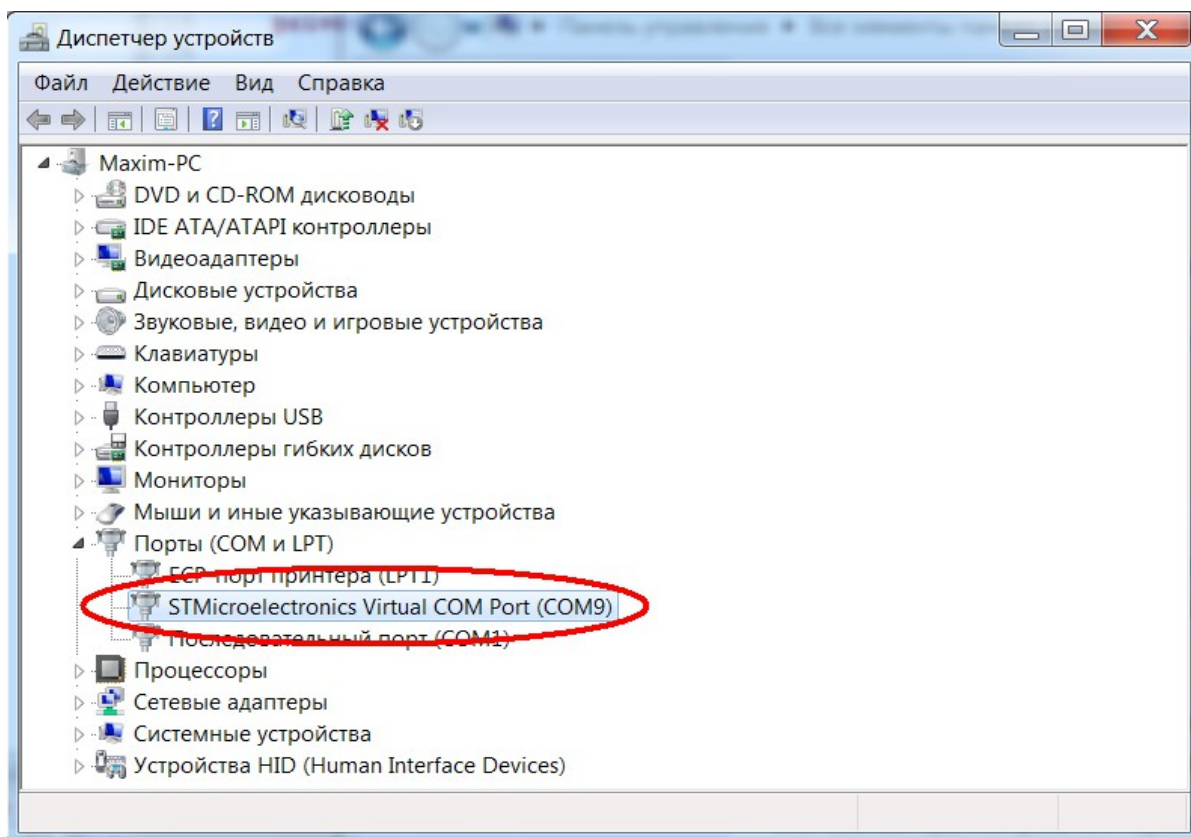 Диспетчер устройств
Файл Действие Вид Справка
Maxim-PC
DVD и CD-ROM дисководы
IDE ATA/ATAPI контроллеры
Видеоадаптеры
Дисковые устройства
Звуковые, видео и игровые устройства
Клавиатуры
Компьютер
Контроллеры USB
Контроллеры гибких дисков
Мониторы
Мыши и иные указывающие устройства
Порты (COM и LPT)
ECP-порт принтера (LPT1)
STMicroelectronics Virtual COM Port (COM9)
Последовательный порт (COM1)
Процессоры
Сетевые адаптеры
Системные устройства
Устройства HID (Human Interface Devices)